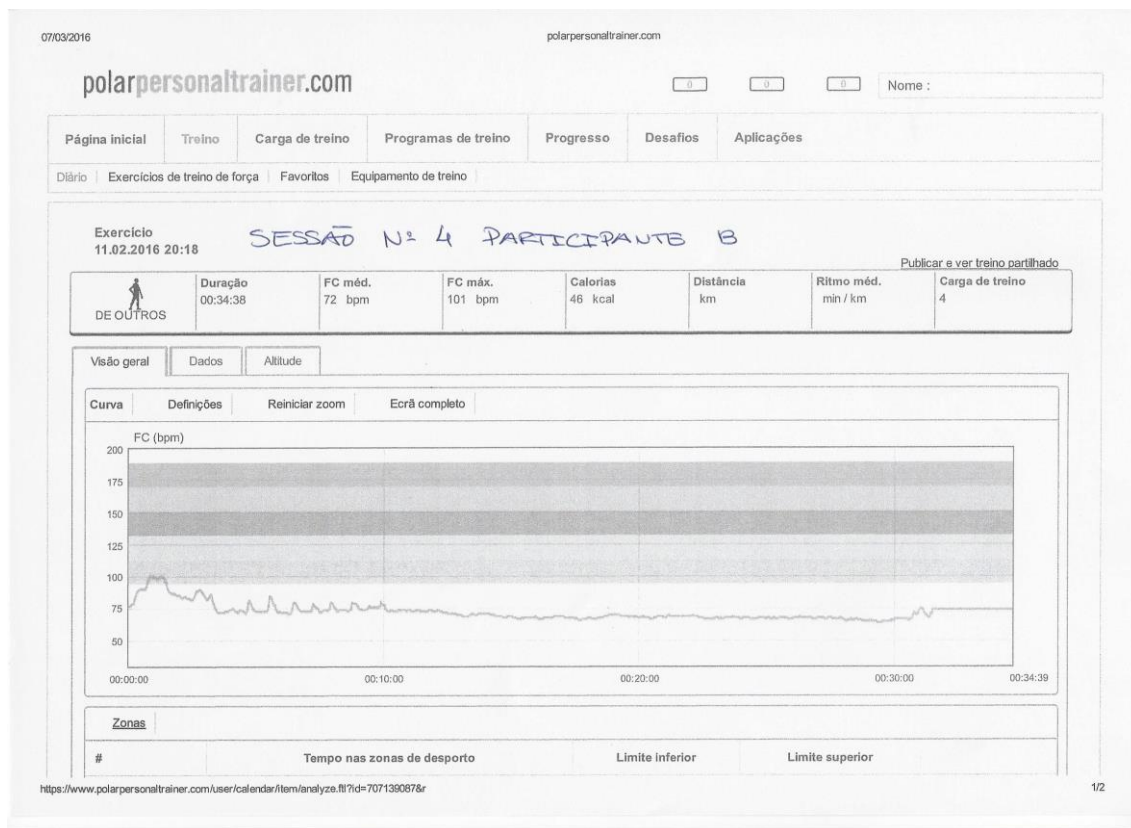 07/03/2016 polarpersonaltrainer.com
polarpersonaltrainer.com 0 0 0 Nome :
Página inicial Treino Carga de treino Programas de treino Progresso Desafios Aplicações
Diário Exercícios de treino de força Favoritos Equipamento de treino
Exercício
11.02.2016 20:18
SESSÃO Nº 4 PARTICIPANTE B
Publicar e ver treino partilhado
DE OUTROS
Duração FC méd. FC máx. Calorias Distância Ritmo méd. Carga de treino
00:34:38 72 bpm 101 bpm 46 kcal km min / km 4
Visão geral Dados Altitude
Curva Definições Reiniciar zoom Ecrã completo
FC (bpm)
200
175
150
125
100
75
50
00:00:00 00:10:00 00:20:00 00:30:00 00:34:39
Zonas
# Tempo nas zonas de desporto Limite inferior Limite superior
https://www.polarpersonaltrainer.com/user/calendar/item/analyze.ftl?id=707139087&r 1/2